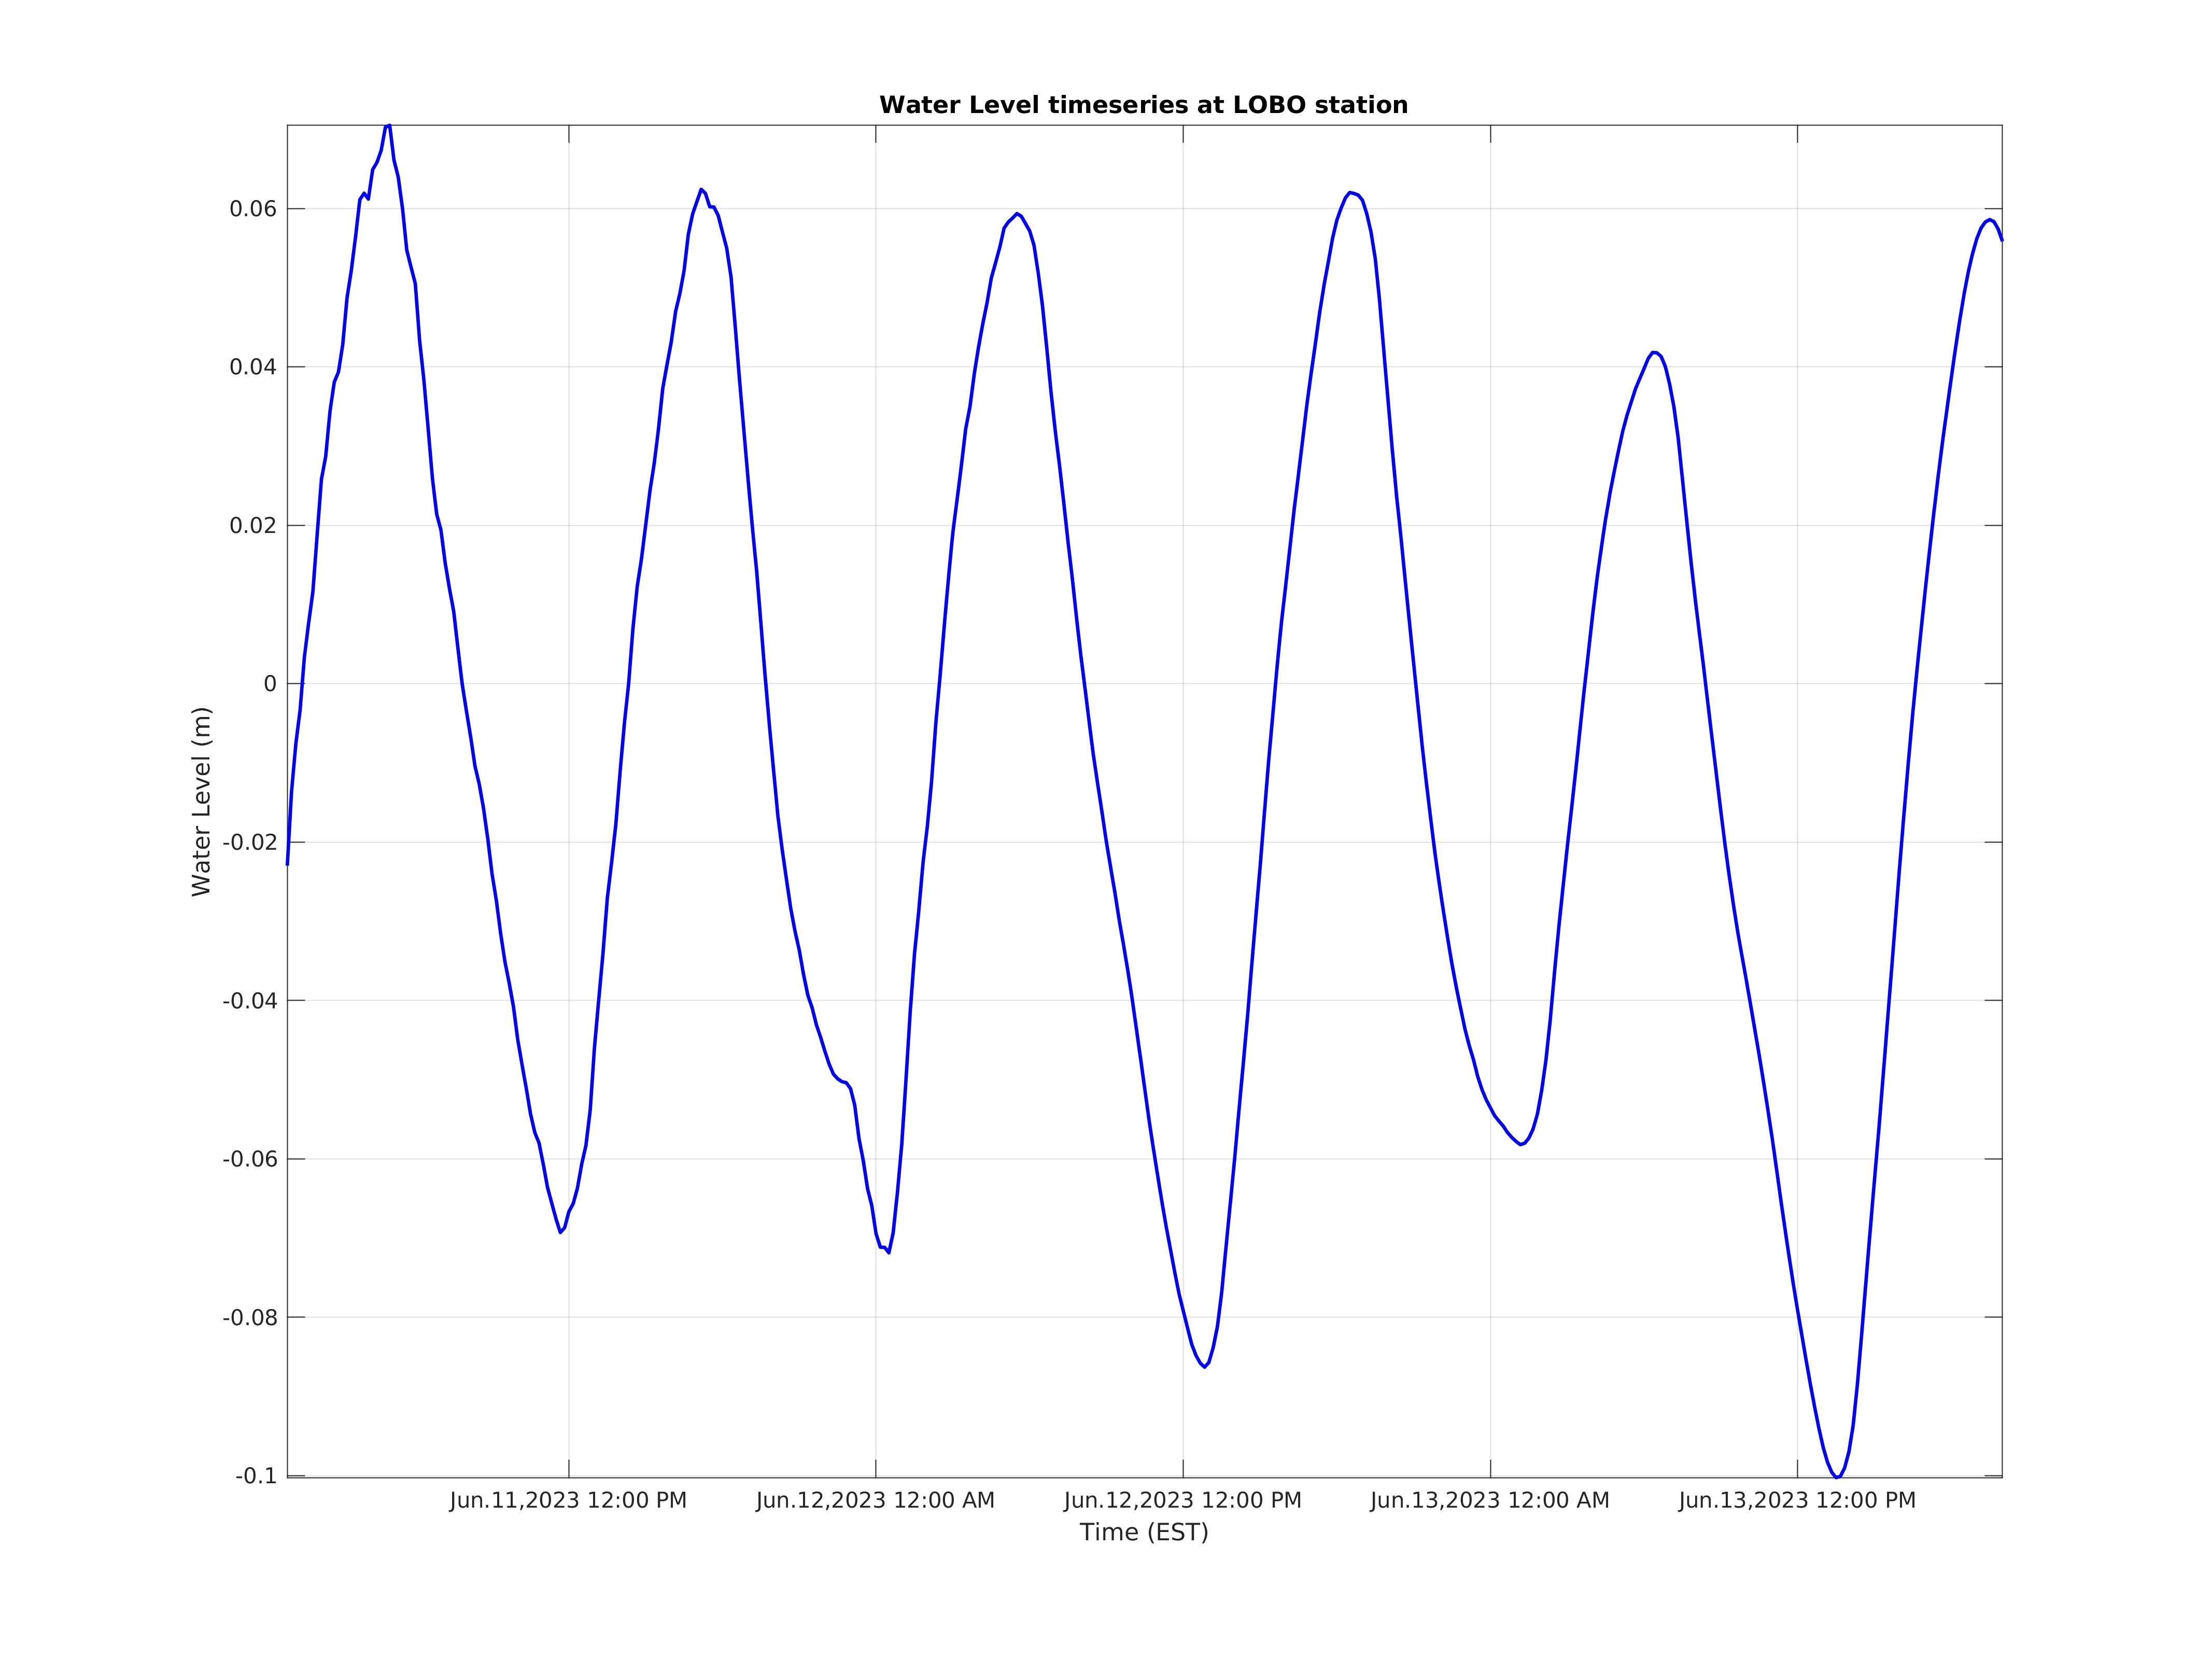 Water Level timeseries at LOBO station
0.06
0.04
0.02
0
-0.02
-0.04
-0.06
-0.08
-0.1
Water Level (m)
Jun.11,2023 12:00 PM
Jun.12,2023 12:00 AM
Jun.12,2023 12:00 PM
Jun.13,2023 12:00 AM
Jun.13,2023 12:00 PM
Time (EST)